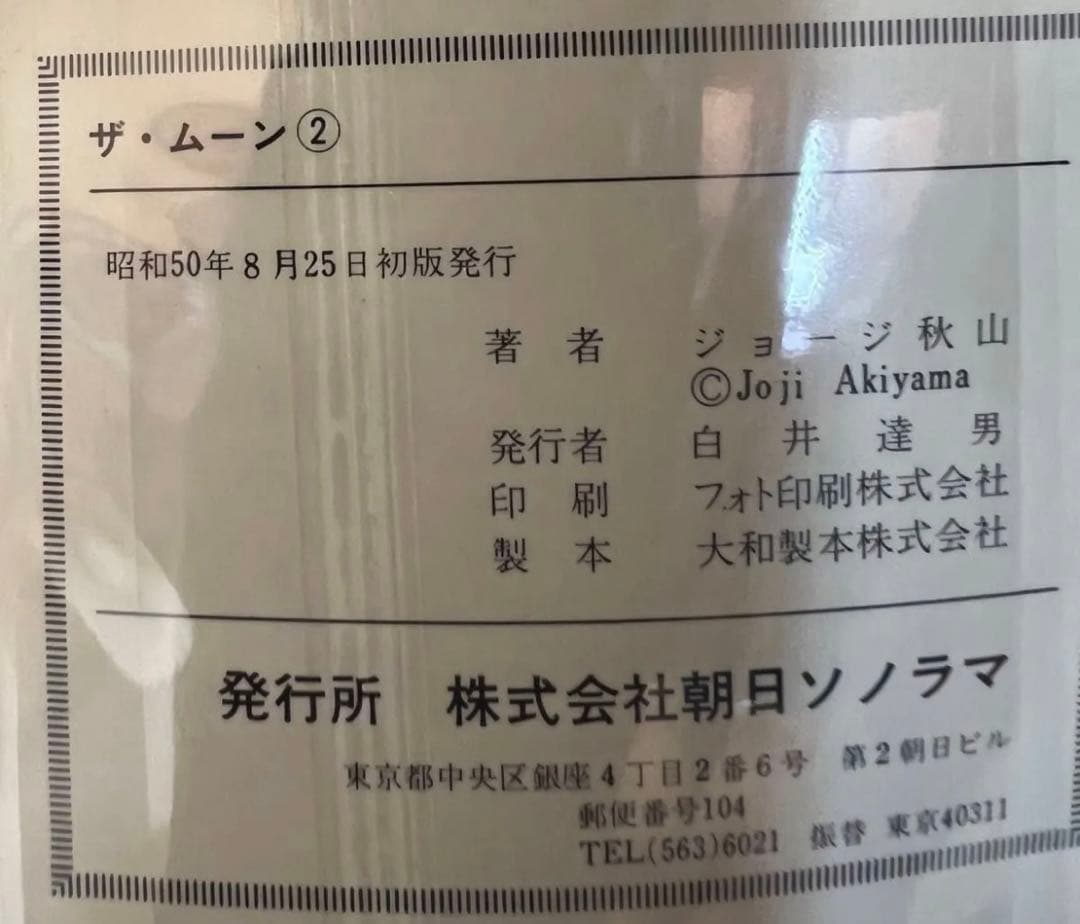 ザ・ムーン②
昭和50年8月25日初版発行
著者 ジョージ秋山
©Joji Akiyama
発行者 白井達男
印刷 フォト印刷株式会社
製本 大和製本株式会社
発行所 株式会社朝日ソノラマ
東京都中央区銀座4丁目2番6号 第2朝日ビル
郵便番号104
TEL(563)6021 振替 東京40311